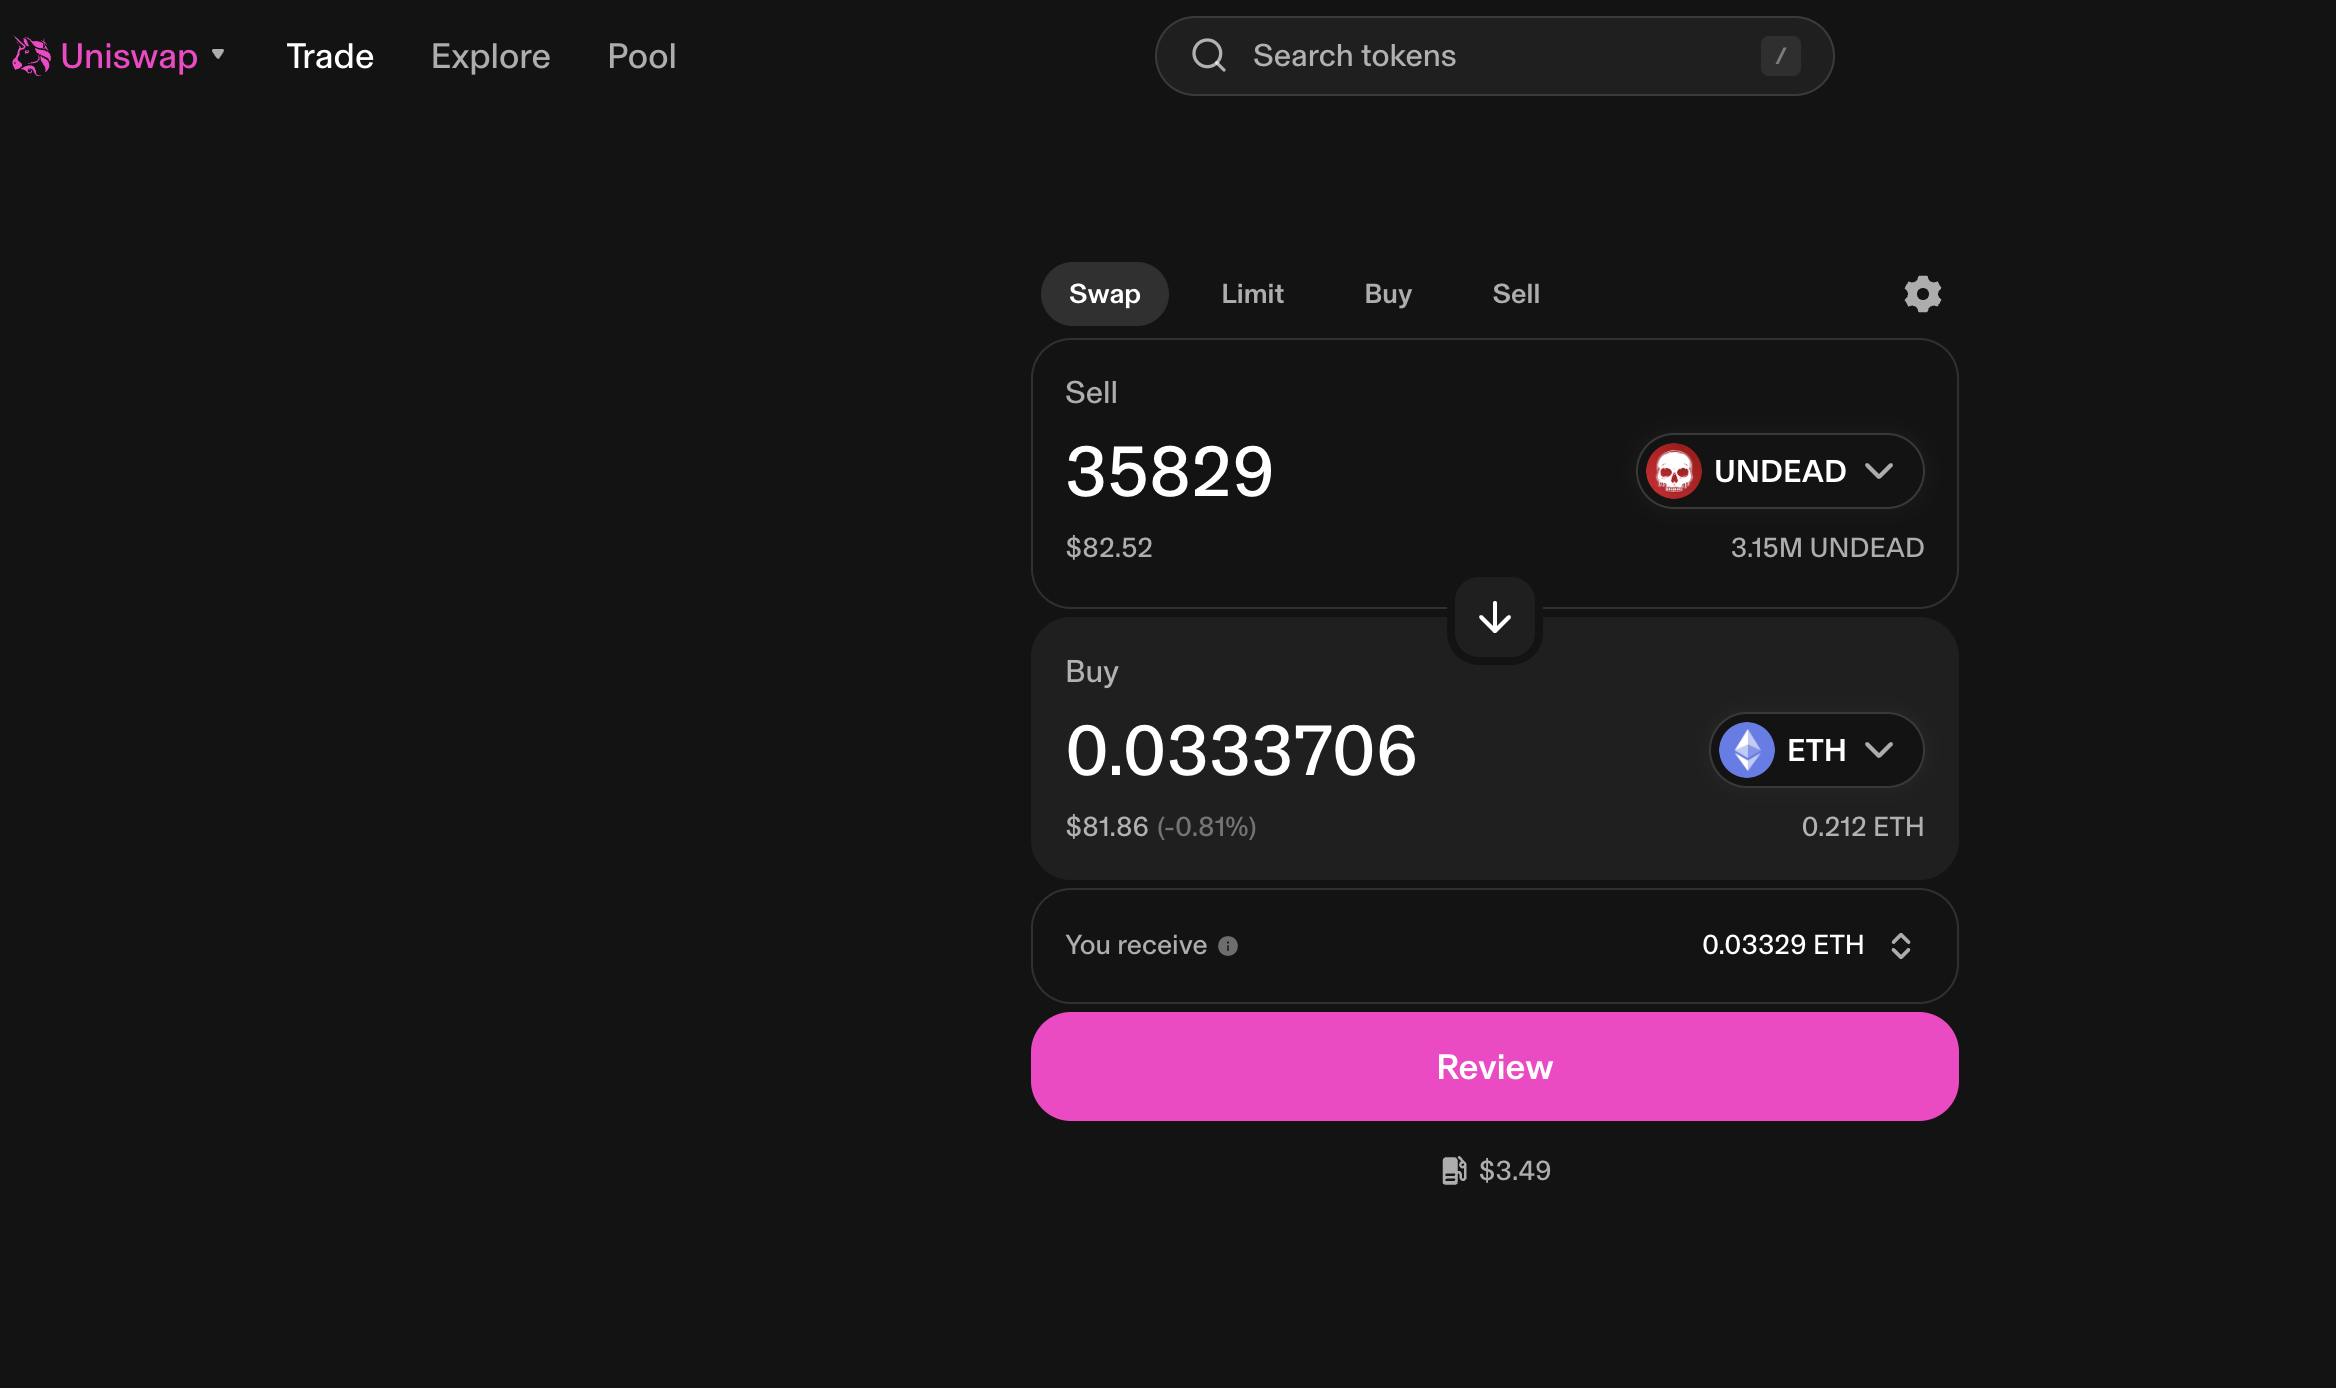 Uniswap Trade Explore Pool Search tokens /
Swap Limit Buy Sell
Sell
35829 UNDEAD
$82.52 3.15M UNDEAD
Buy
0.0333706 ETH
$81.86 (-0.81%) 0.212 ETH
You receive 0.03329 ETH
Review
$3.49